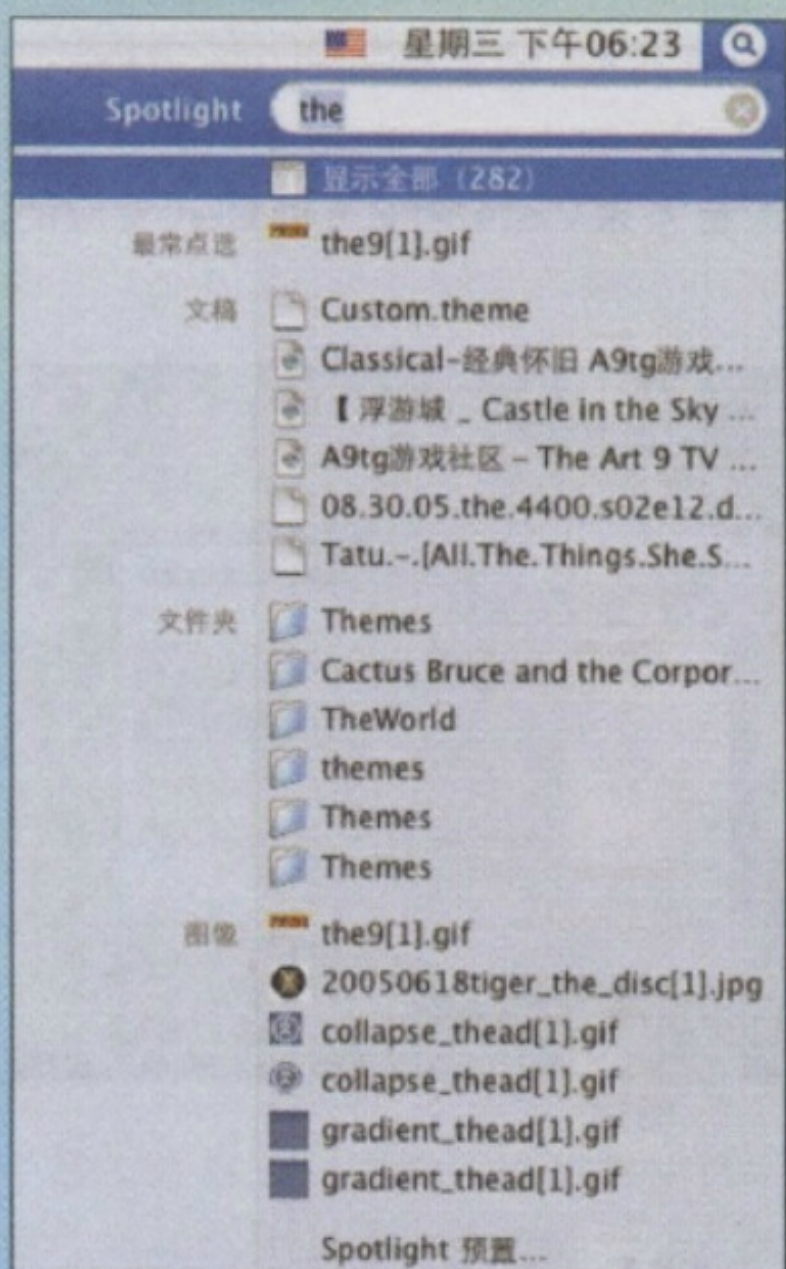 星期三 下午06:23
Spotlight the
显示全部 (282)
最常点选 the9[1].gif
文稿 Custom.theme
Classical-经典怀旧 A9tg游戏...
【 浮游城 _ Castle in the Sky ...
A9tg游戏社区 – The Art 9 TV ...
08.30.05.the.4400.s02e12.d...
Tatu.-.[All.The.Things.She.S...
文件夹 Themes
Cactus Bruce and the Corpor...
TheWorld
themes
Themes
Themes
图像 the9[1].gif
20050618tiger_the_disc[1].jpg
collapse_thead[1].gif
collapse_thead[1].gif
gradient_thead[1].gif
gradient_thead[1].gif
Spotlight 预置...